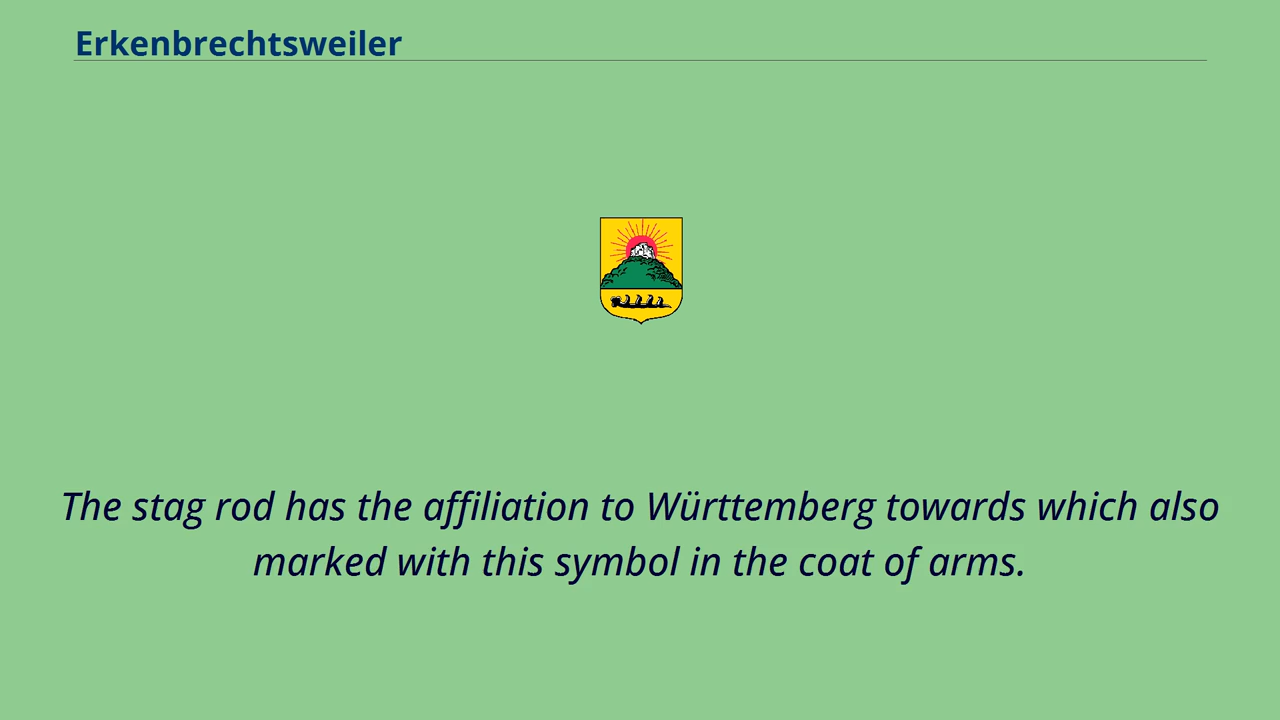 Erkenbrechtsweiler
The stag rod has the affiliation to Württemberg towards which also
marked with this symbol in the coat of arms.